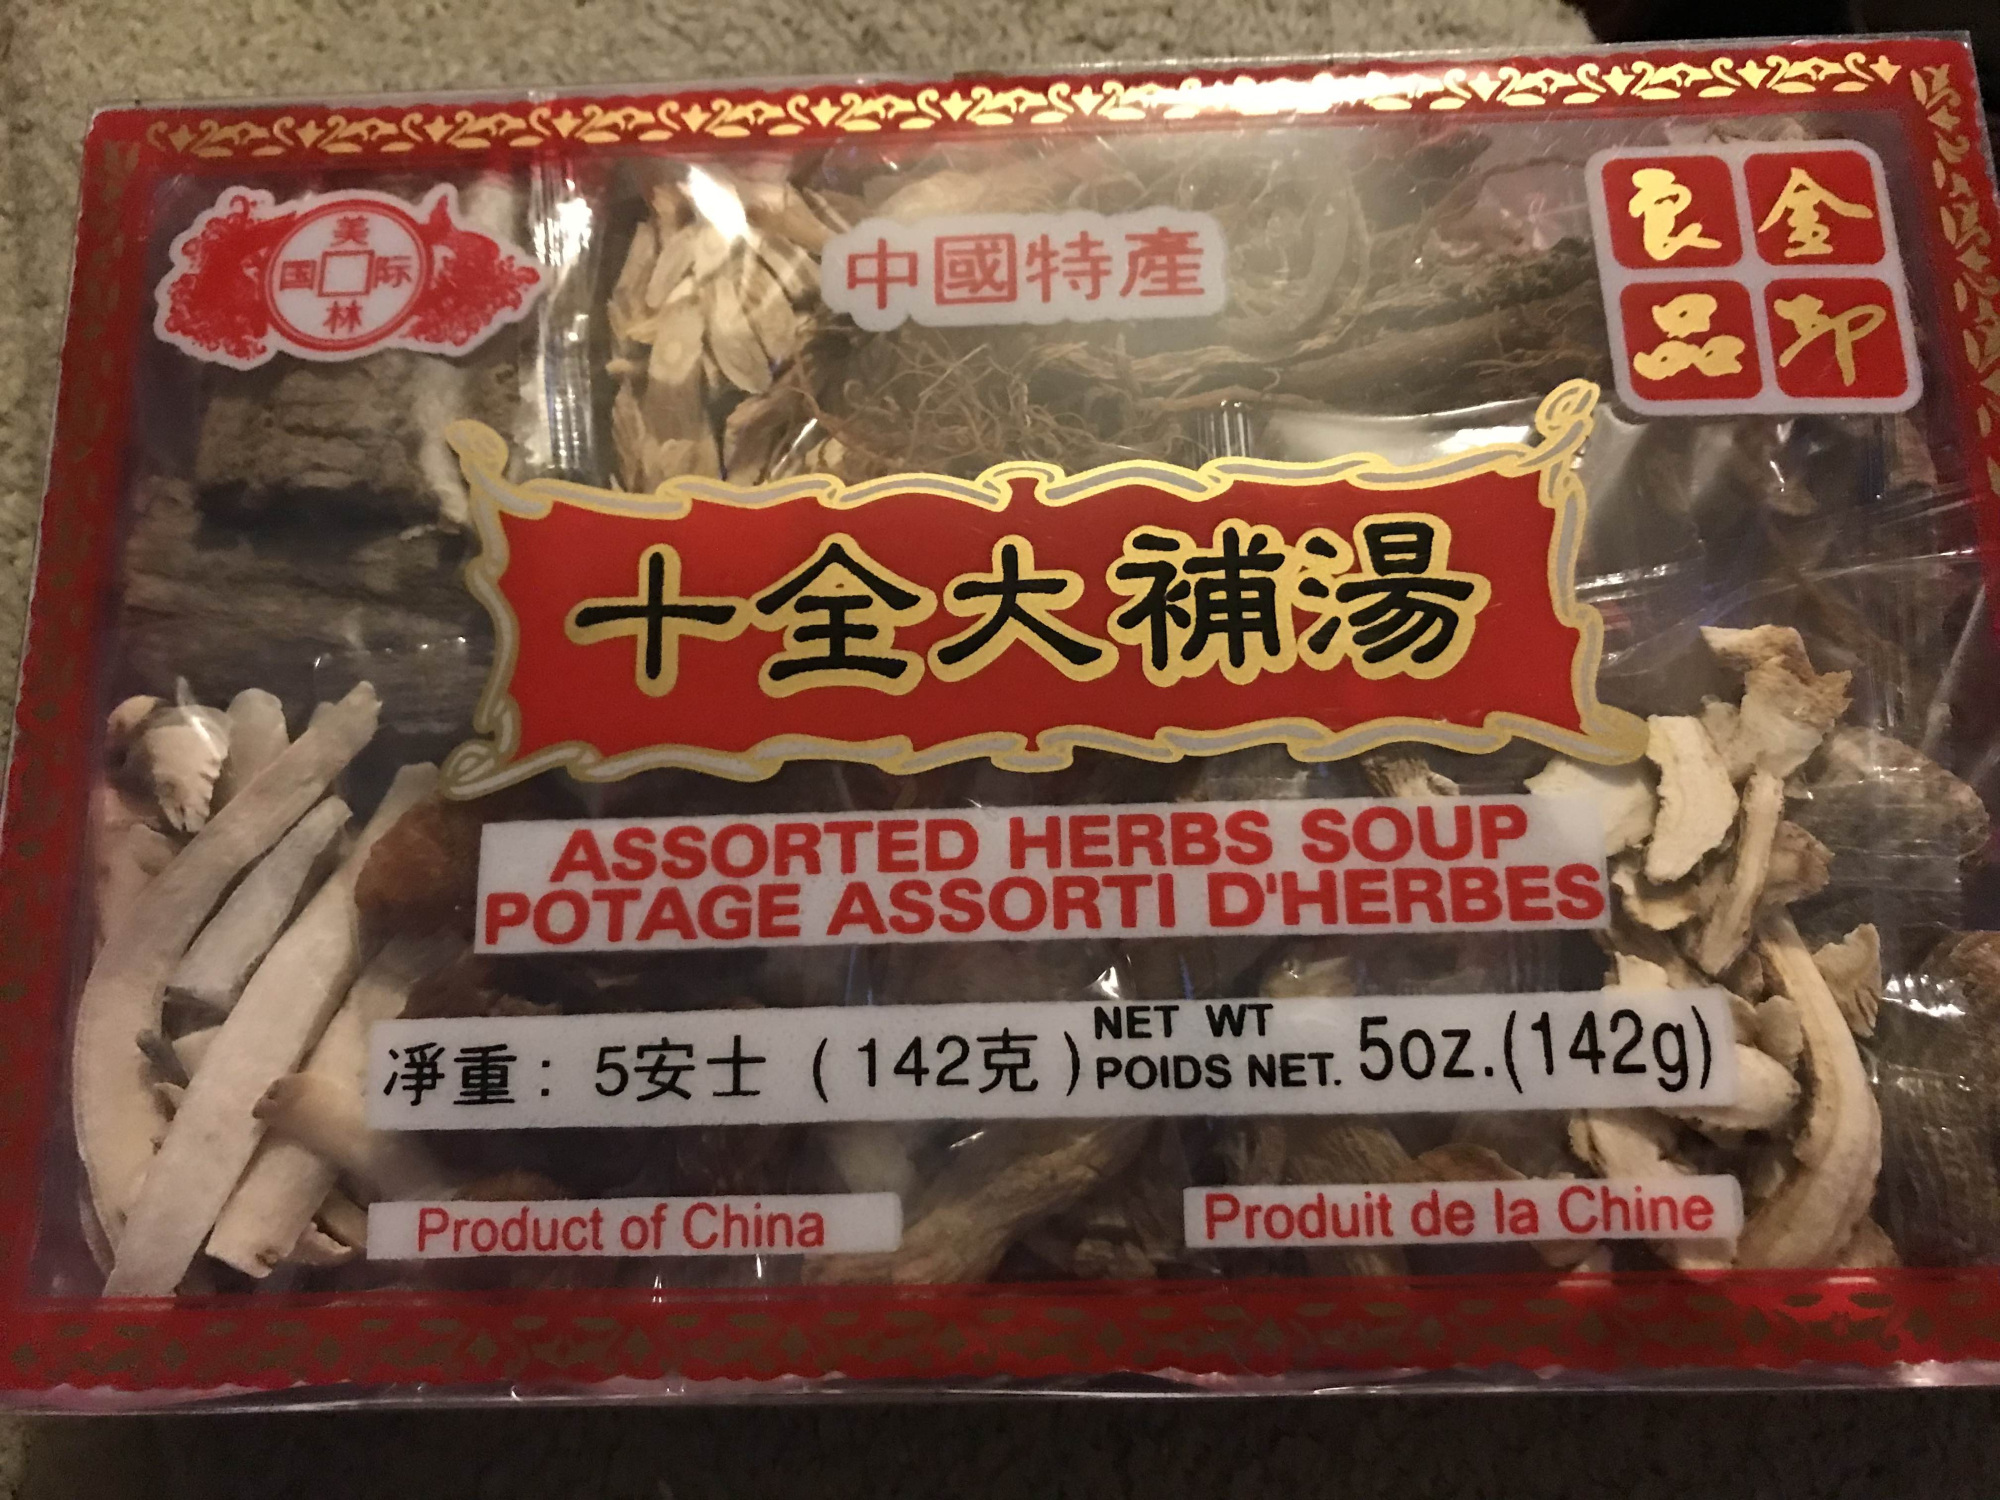 美
国 际
林
中國特產
金印
良品
十全大補湯
ASSORTED HERBS SOUP
POTAGE ASSORTI D'HERBES
淨重: 5安士 (142克) NET WT
POIDS NET. 5oz.(142g)
Product of China
Produit de la Chine